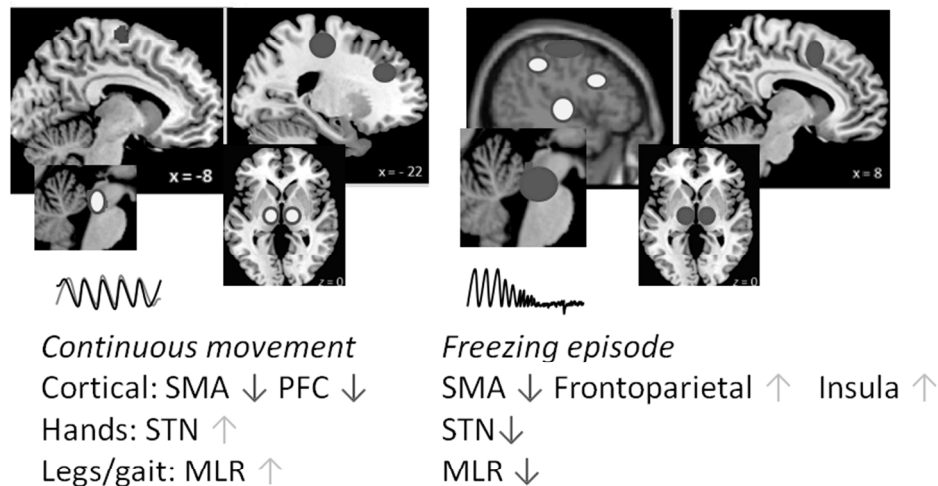 x = -8
x = - 22
x = 8
z = 0
z = 0
Continuous movement
Cortical: SMA ↓ PFC ↓
Hands: STN ↑
Legs/gait: MLR ↑
Freezing episode
SMA ↓ Frontoparietal ↑ Insula ↑
STN↓
MLR ↓